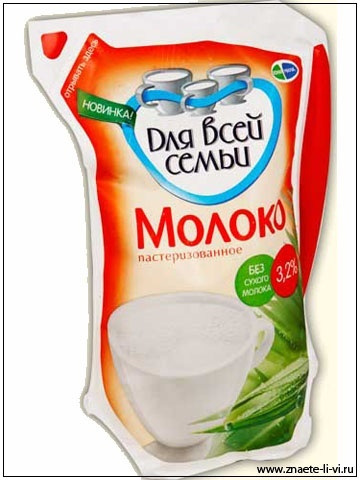 отрывать здесь
НОВИНКА!
Для всей
семьи
Молоко
пастеризованное
БЕЗ
СУХОГО
МОЛОКА
3,2%
www.znaete-li-vi.ru